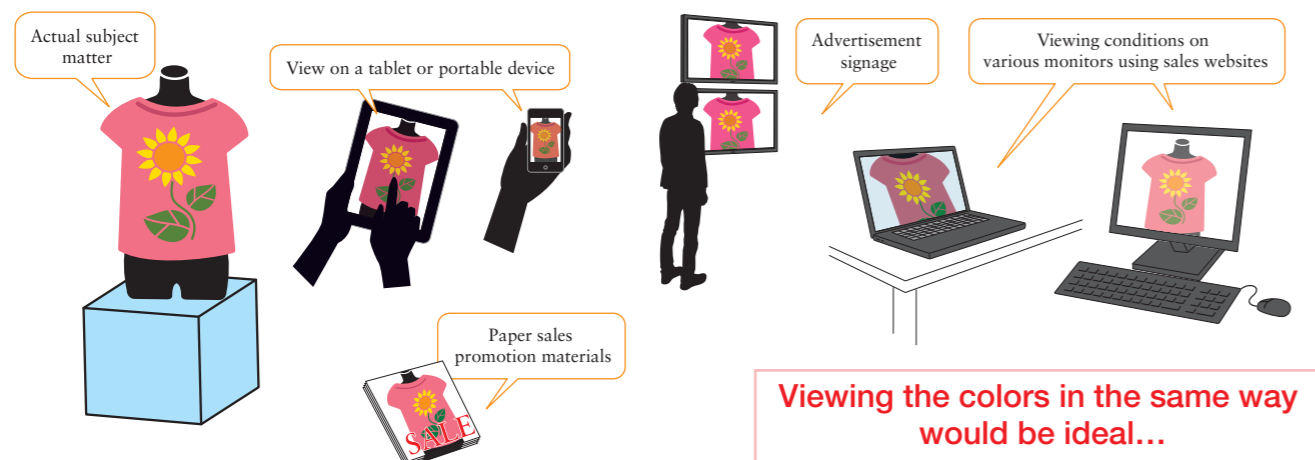 Actual subject
matter
View on a tablet or portable device
Advertisement
signage
Viewing conditions on
various monitors using sales websites
Paper sales
promotion materials
SALE
Viewing the colors in the same way
would be ideal...